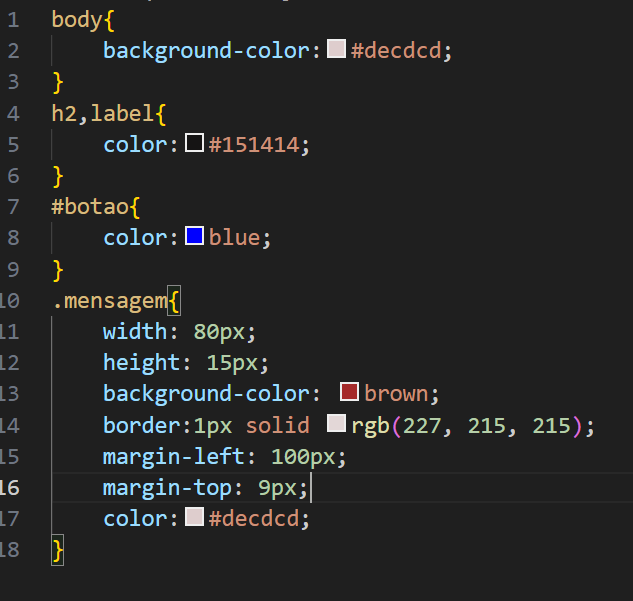 1 body{
2     background-color: #decdcd;
3 }
4 h2,label{
5     color: #151414;
6 }
7 #botao{
8     color: blue;
9 }
10 .mensagem{
11     width: 80px;
12     height: 15px;
13     background-color: brown;
14     border:1px solid rgb(227, 215, 215);
15     margin-left: 100px;
16     margin-top: 9px;
17     color: #decdcd;
18 }